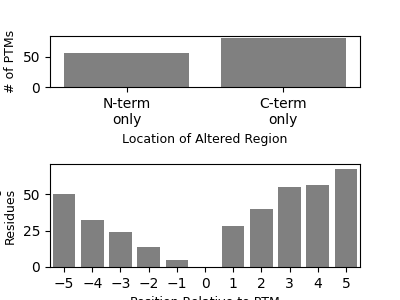 # of PTMs
50
0
N-term only
C-term only
Location of Altered Region
Residues
50
25
0
−5 −4 −3 −2 −1 0 1 2 3 4 5
Position Relative to PTM